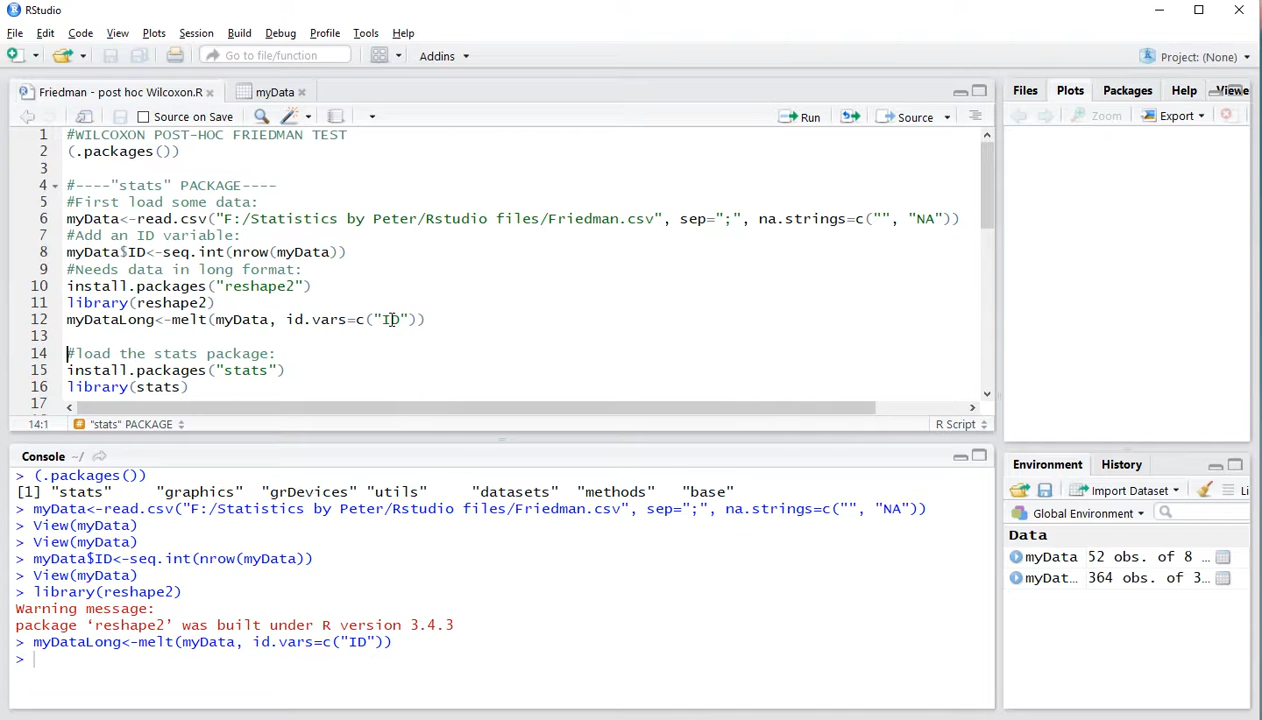 RStudio
File Edit Code View Plots Session Build Debug Profile Tools Help
Go to file/function Addins Project: (None)
Friedman - post hoc Wilcoxon.R myData
Source on Save Run Source
1 #WILCOXON POST-HOC FRIEDMAN TEST
2 (.packages())
3
4 #----"stats" PACKAGE----
5 #First load some data:
6 myData<-read.csv("F:/Statistics by Peter/Rstudio files/Friedman.csv", sep=";", na.strings=c("", "NA"))
7 #Add an ID variable:
8 myData$ID<-seq.int(nrow(myData))
9 #Needs data in long format:
10 install.packages("reshape2")
11 library(reshape2)
12 myDataLong<-melt(myData, id.vars=c("ID"))
13
14 #load the stats package:
15 install.packages("stats")
16 library(stats)
17
14:1 # "stats" PACKAGE R Script
Console ~/
> (.packages())
[1] "stats" "graphics" "grDevices" "utils" "datasets" "methods" "base"
> myData<-read.csv("F:/Statistics by Peter/Rstudio files/Friedman.csv", sep=";", na.strings=c("", "NA"))
> View(myData)
> View(myData)
> myData$ID<-seq.int(nrow(myData))
> View(myData)
> library(reshape2)
Warning message:
package ‘reshape2’ was built under R version 3.4.3
> myDataLong<-melt(myData, id.vars=c("ID"))
>
Files Plots Packages Help Viewe
Zoom Export
Environment History
Import Dataset Li
Global Environment
Data
myData 52 obs. of 8 …
myDat… 364 obs. of 3…